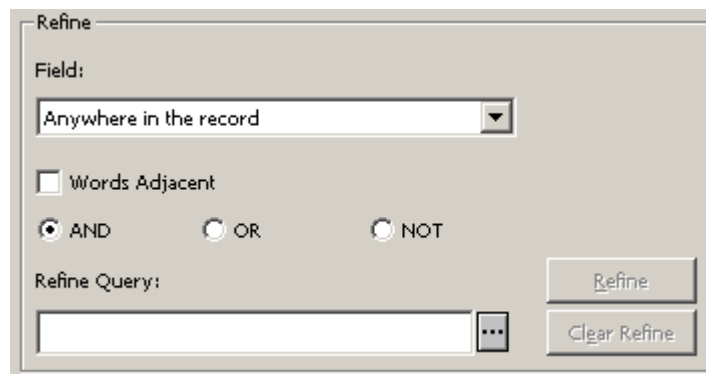 Refine
Field:
Anywhere in the record
Words Adjacent
AND OR NOT
Refine Query:
Refine
...
Clear Refine